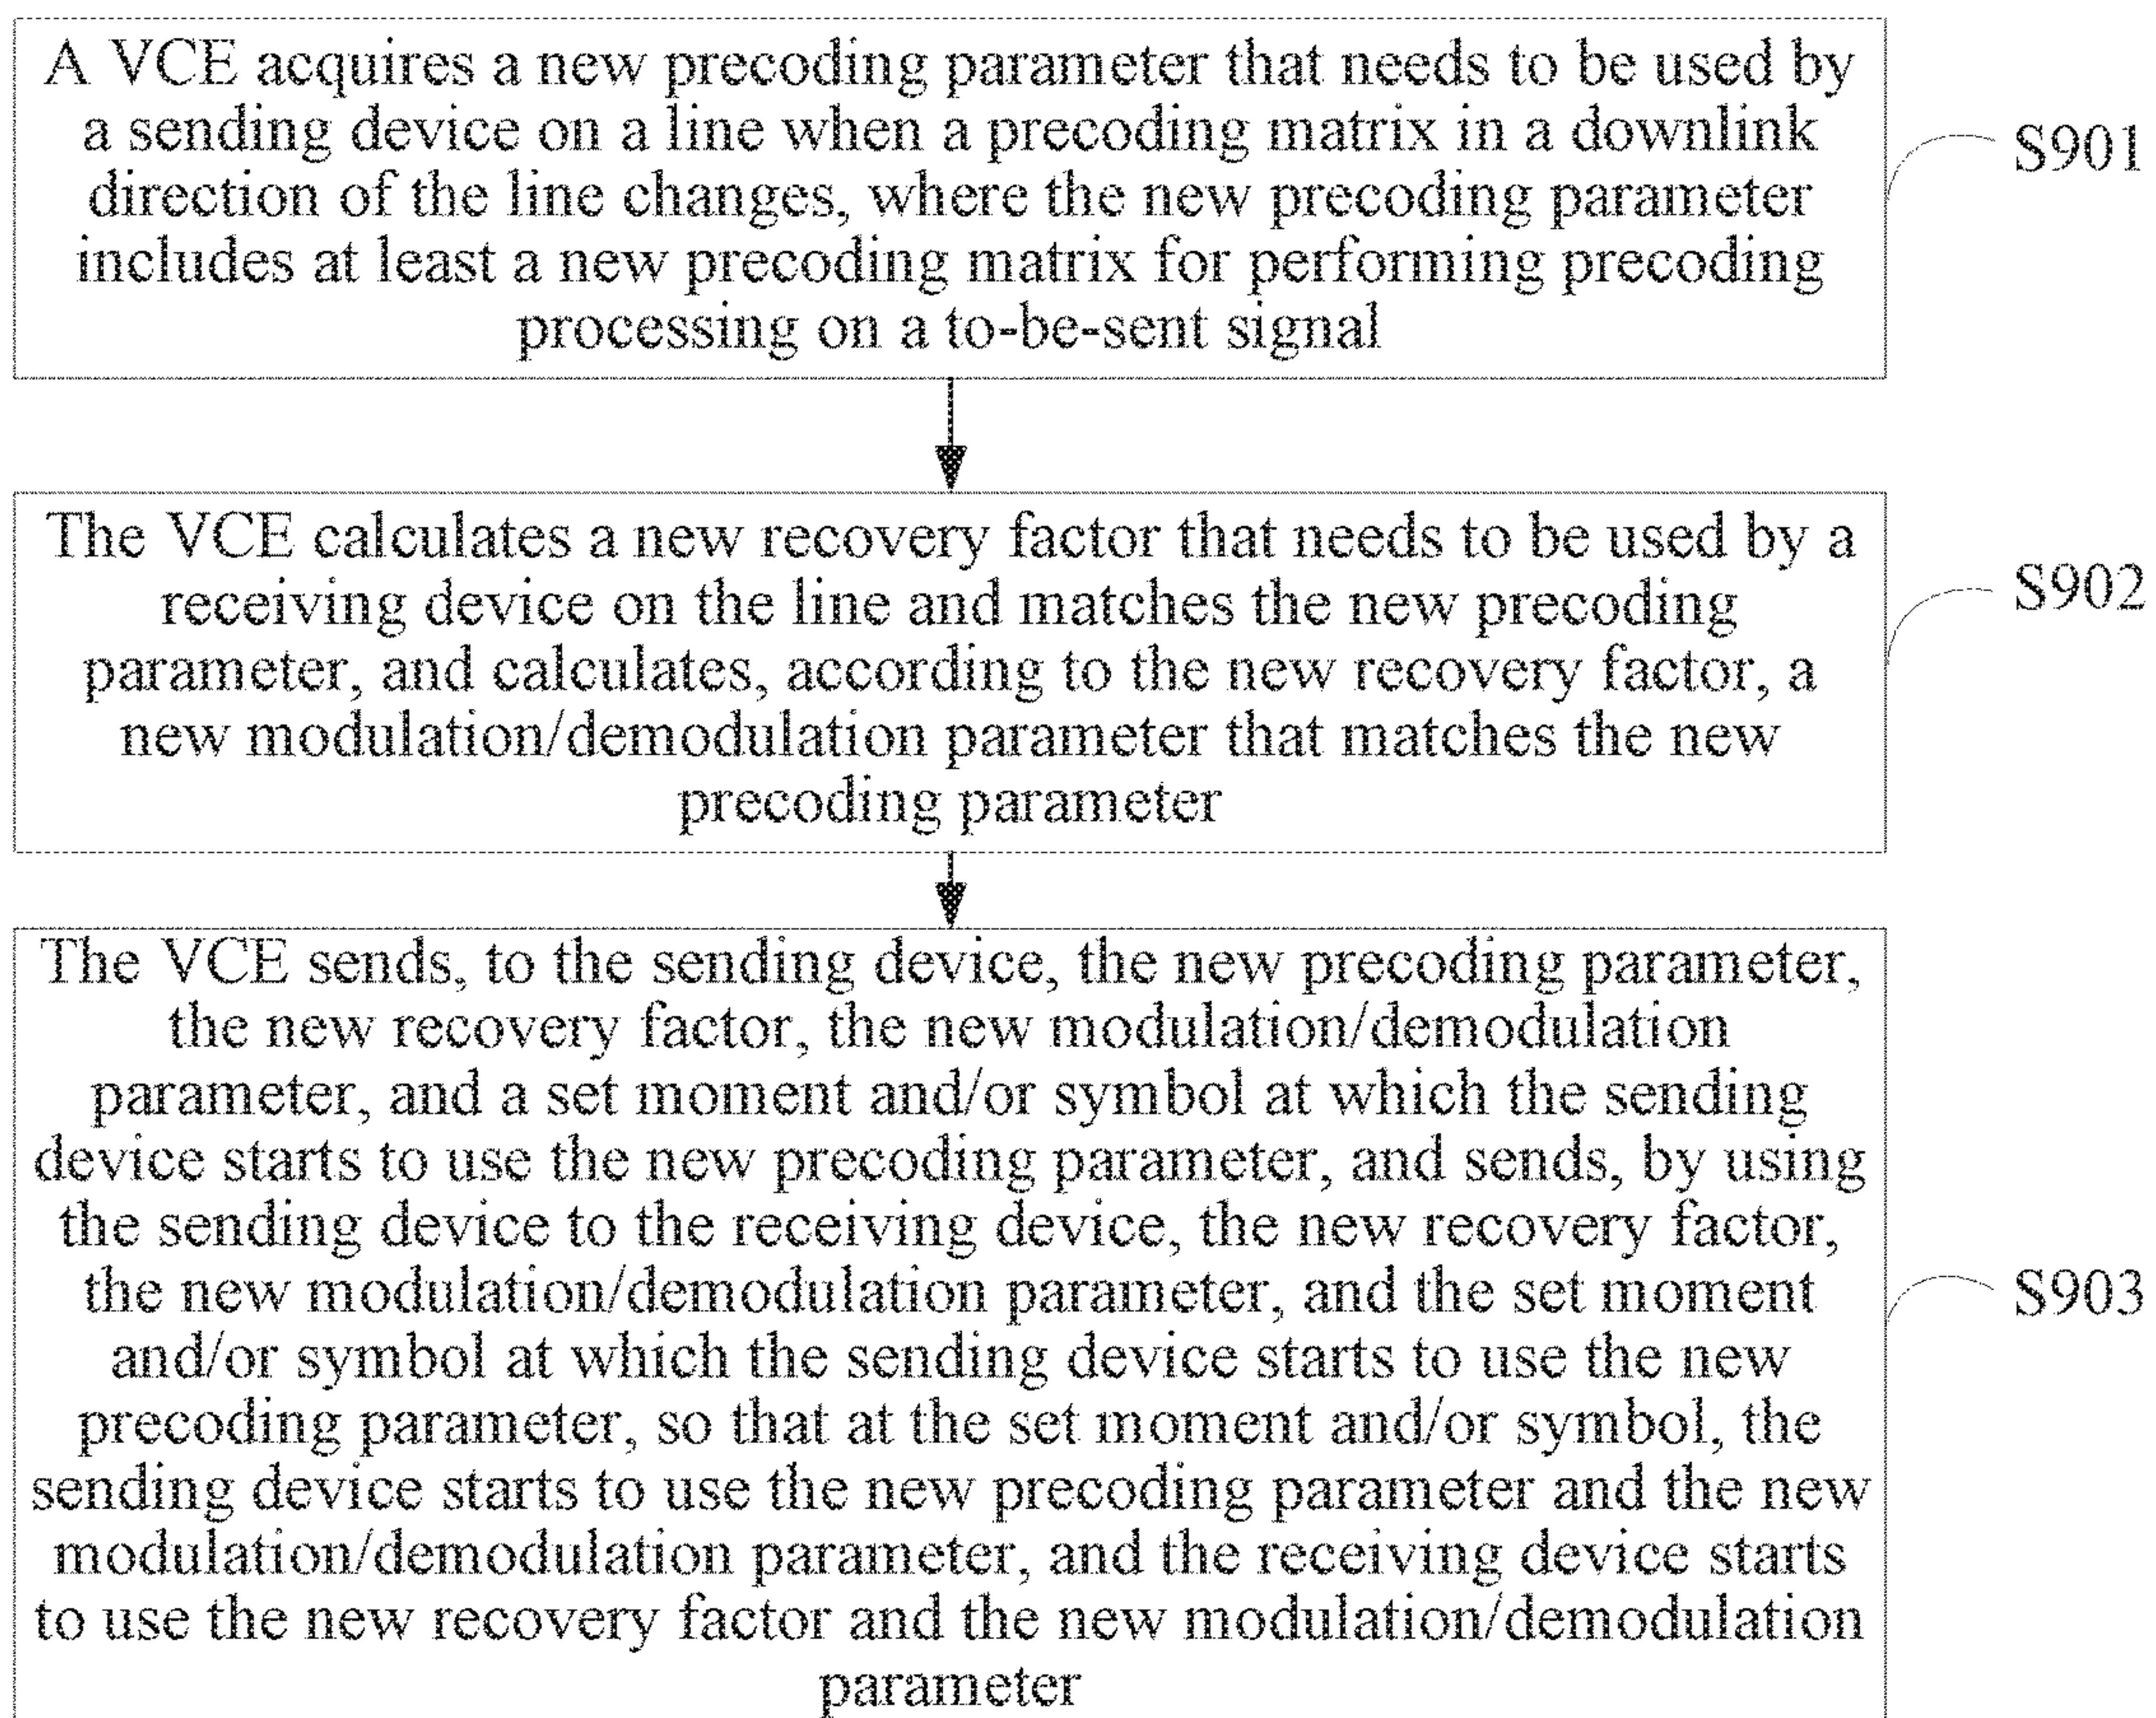 A VCE acquires a new precoding parameter that needs to be used by
a sending device on a line when a precoding matrix in a downlink
direction of the line changes, where the new precoding parameter
includes at least a new precoding matrix for performing precoding
processing on a to-be-sent signal
S901
The VCE calculates a new recovery factor that needs to be used by a
receiving device on the line and matches the new precoding
parameter, and calculates, according to the new recovery factor, a
new modulation/demodulation parameter that matches the new
precoding parameter
S902
The VCE sends, to the sending device, the new precoding parameter,
the new recovery factor, the new modulation/demodulation
parameter, and a set moment and/or symbol at which the sending
device starts to use the new precoding parameter, and sends, by using
the sending device to the receiving device, the new recovery factor,
the new modulation/demodulation parameter, and the set moment
and/or symbol at which the sending device starts to use the new
precoding parameter, so that at the set moment and/or symbol, the
sending device starts to use the new precoding parameter and the new
modulation/demodulation parameter, and the receiving device starts
to use the new recovery factor and the new modulation/demodulation
parameter
S903